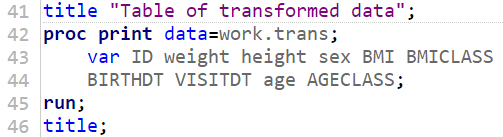 41 title "Table of transformed data";
42 proc print data=work.trans;
43 var ID weight height sex BMI BMICLASS
44 BIRTHDT VISITDT age AGECLASS;
45 run;
46 title;